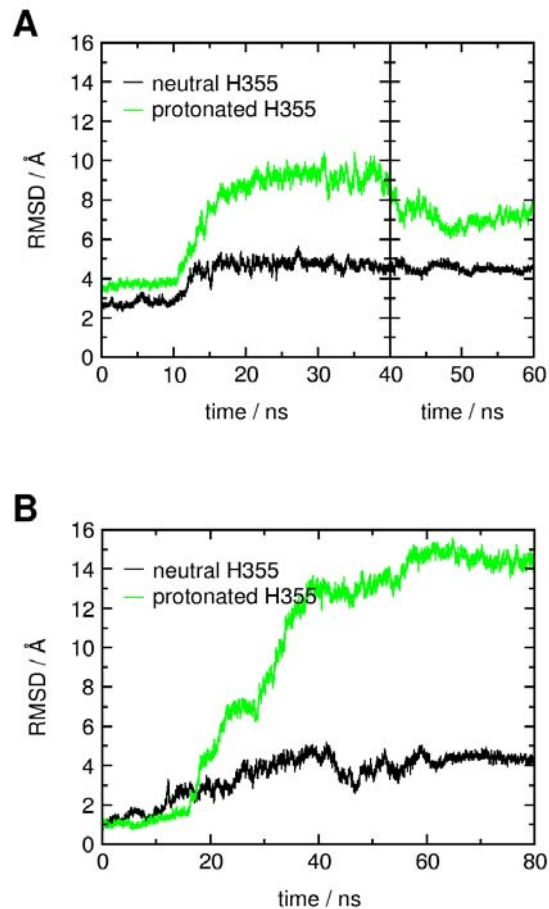 A
16
14
12
10
8
6
4
2
0
RMSD / Å
neutral H355
protonated H355
0 10 20 30 40 50 60
time / ns time / ns
B
16
14
12
10
8
6
4
2
0
RMSD / Å
neutral H355
protonated H355
0 20 40 60 80
time / ns